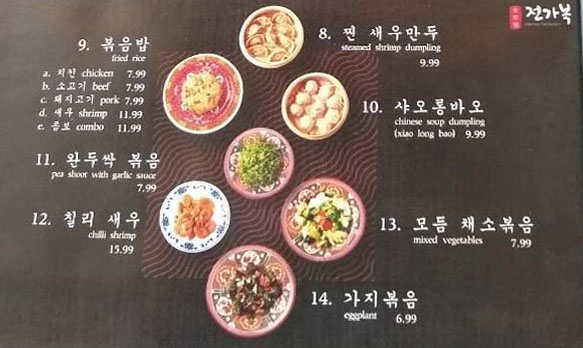 전가복
8. 찐 새우만두
steamed shrimp dumpling
9.99
9. 볶음밥
fried rice
a. 치킨 chicken 7.99
b. 소고기 beef 7.99
c. 돼지고기 pork 7.99
d. 새우 shrimp 11.99
e. 콤보 combo 11.99
10. 샤오롱바오
chinese soup dumpling
(xiao long bao) 9.99
11. 완두싹 볶음
pea shoot with garlic sauce
7.99
12. 칠리 새우
chilli shrimp
15.99
13. 모듬 채소볶음
mixed vegetables 7.99
14. 가지볶음
eggplant 6.99